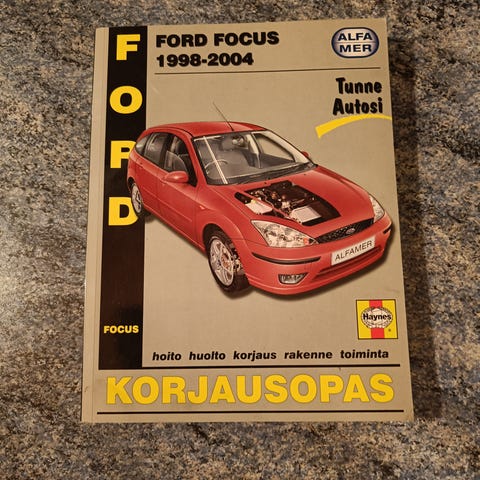 FORD
FORD FOCUS
1998-2004
ALFA
MER
Tunne
Autosi
ALFAMER
Haynes
FOCUS
hoito huolto korjaus rakenne toiminta
KORJAUSOPAS